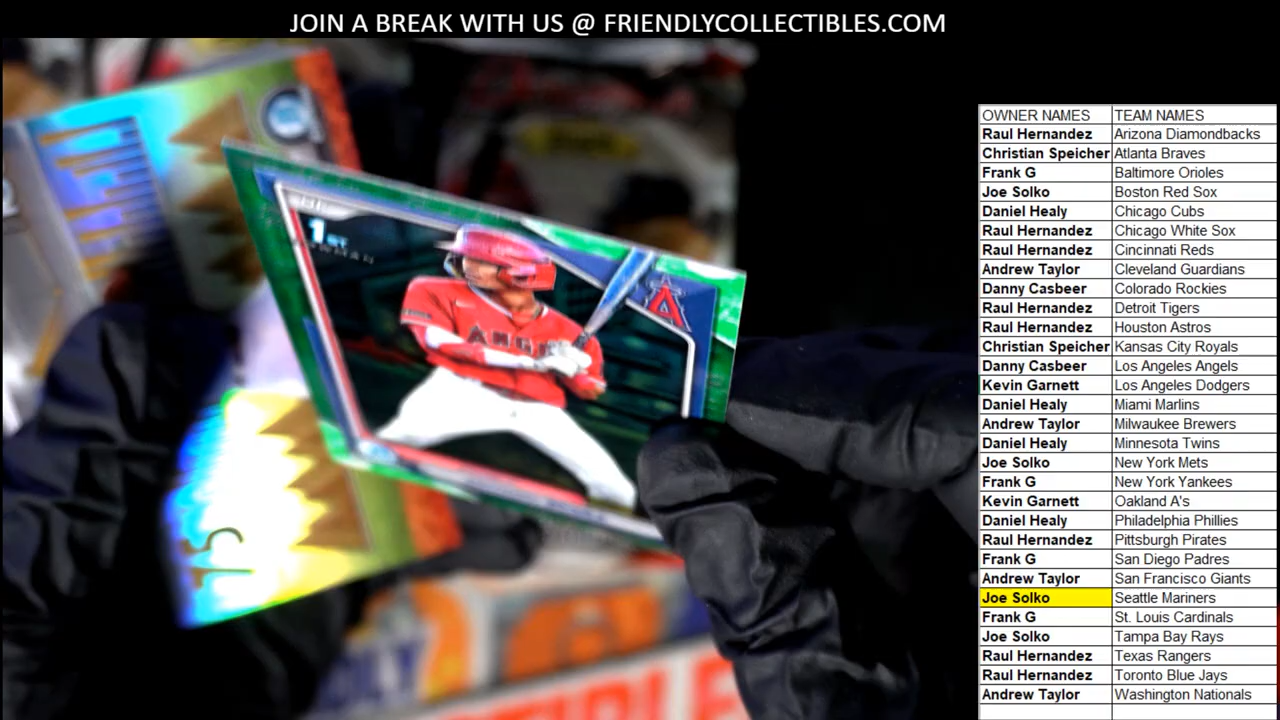 JOIN A BREAK WITH US @ FRIENDLYCOLLECTIBLES.COM
OWNER NAMES TEAM NAMES
Raul Hernandez Arizona Diamondbacks
Christian Speicher Atlanta Braves
Frank G Baltimore Orioles
Joe Solko Boston Red Sox
Daniel Healy Chicago Cubs
Raul Hernandez Chicago White Sox
Raul Hernandez Cincinnati Reds
Andrew Taylor Cleveland Guardians
Danny Casbeer Colorado Rockies
Raul Hernandez Detroit Tigers
Raul Hernandez Houston Astros
Christian Speicher Kansas City Royals
Danny Casbeer Los Angeles Angels
Kevin Garnett Los Angeles Dodgers
Daniel Healy Miami Marlins
Andrew Taylor Milwaukee Brewers
Daniel Healy Minnesota Twins
Joe Solko New York Mets
Frank G New York Yankees
Kevin Garnett Oakland A's
Daniel Healy Philadelphia Phillies
Raul Hernandez Pittsburgh Pirates
Frank G San Diego Padres
Andrew Taylor San Francisco Giants
Joe Solko Seattle Mariners
Frank G St. Louis Cardinals
Joe Solko Tampa Bay Rays
Raul Hernandez Texas Rangers
Raul Hernandez Toronto Blue Jays
Andrew Taylor Washington Nationals
1ST
A